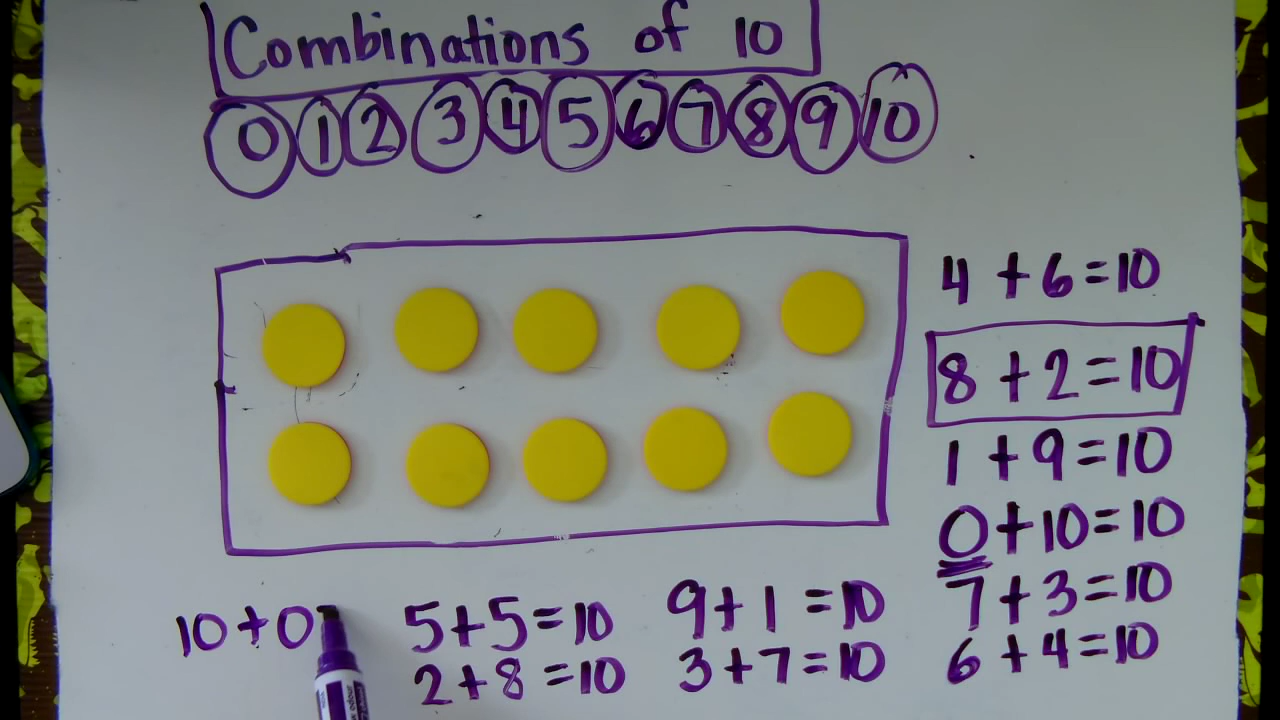 Combinations of 10
0 1 2 3 4 5 6 7 8 9 10
4 + 6 = 10
8 + 2 = 10
1 + 9 = 10
0 + 10 = 10
7 + 3 = 10
6 + 4 = 10
10 + 0
5 + 5 = 10
2 + 8 = 10
9 + 1 = 10
3 + 7 = 10